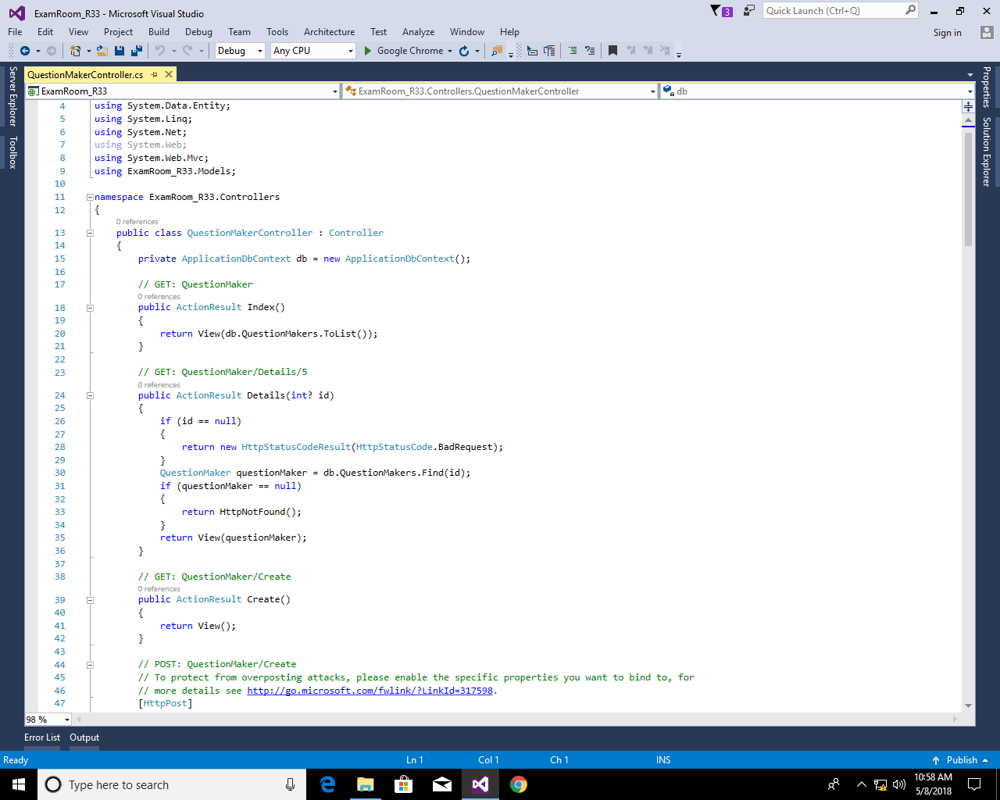 ExamRoom_R33 - Microsoft Visual Studio
3
Quick Launch (Ctrl+Q)
File Edit View Project Build Debug Team Tools Architecture Test Analyze Window Help
Sign in
Debug Any CPU Google Chrome
Server Explorer
Toolbox
Properties
Solution Explorer
QuestionMakerController.cs
ExamRoom_R33 ExamRoom_R33.Controllers.QuestionMakerController db
4 using System.Data.Entity;
5 using System.Linq;
6 using System.Net;
7 using System.Web;
8 using System.Web.Mvc;
9 using ExamRoom_R33.Models;
10
11 namespace ExamRoom_R33.Controllers
12 {
0 references
13 public class QuestionMakerController : Controller
14 {
15 private ApplicationDbContext db = new ApplicationDbContext();
16
17 // GET: QuestionMaker
0 references
18 public ActionResult Index()
19 {
20 return View(db.QuestionMakers.ToList());
21 }
22
23 // GET: QuestionMaker/Details/5
0 references
24 public ActionResult Details(int? id)
25 {
26 if (id == null)
27 {
28 return new HttpStatusCodeResult(HttpStatusCode.BadRequest);
29 }
30 QuestionMaker questionMaker = db.QuestionMakers.Find(id);
31 if (questionMaker == null)
32 {
33 return HttpNotFound();
34 }
35 return View(questionMaker);
36 }
37
38 // GET: QuestionMaker/Create
0 references
39 public ActionResult Create()
40 {
41 return View();
42 }
43
44 // POST: QuestionMaker/Create
45 // To protect from overposting attacks, please enable the specific properties you want to bind to, for
46 // more details see http://go.microsoft.com/fwlink/?LinkId=317598.
47 [HttpPost]
98 %
Error List Output
Ready Ln 1 Col 1 Ch 1 INS Publish
Type here to search
10:58 AM
5/8/2018